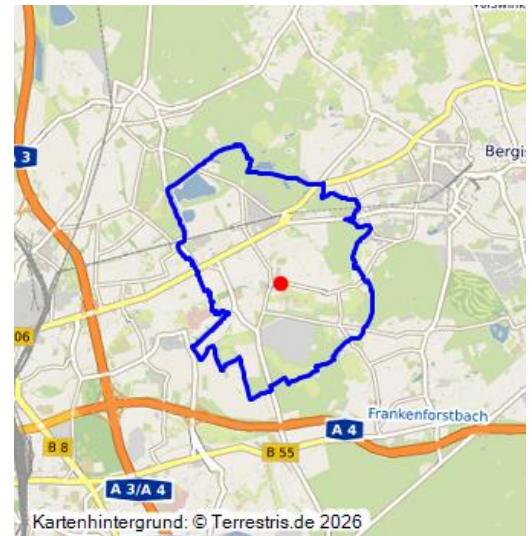 Bergis
3
06
Frankenforstbach
A 4
B 8
B 55
A 3/A 4
Kartenhintergrund: © Terrestris.de 2026